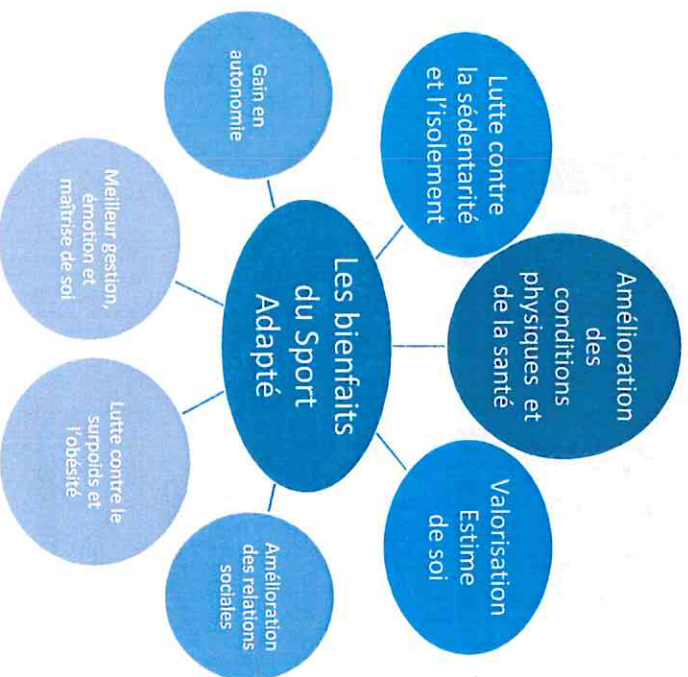 Amélioration
des
conditions
physiques et
de la santé
Lutte contre
la sédentarité
et l'isolement
Valorisation
Estime
de soi
Les bienfaits
du Sport
Adapté
Gain en
autonomie
Amélioration
des relations
sociales
Meilleur gestion,
émotion et
maîtrise de soi
Lutte contre le
surpoids et
l'obésité